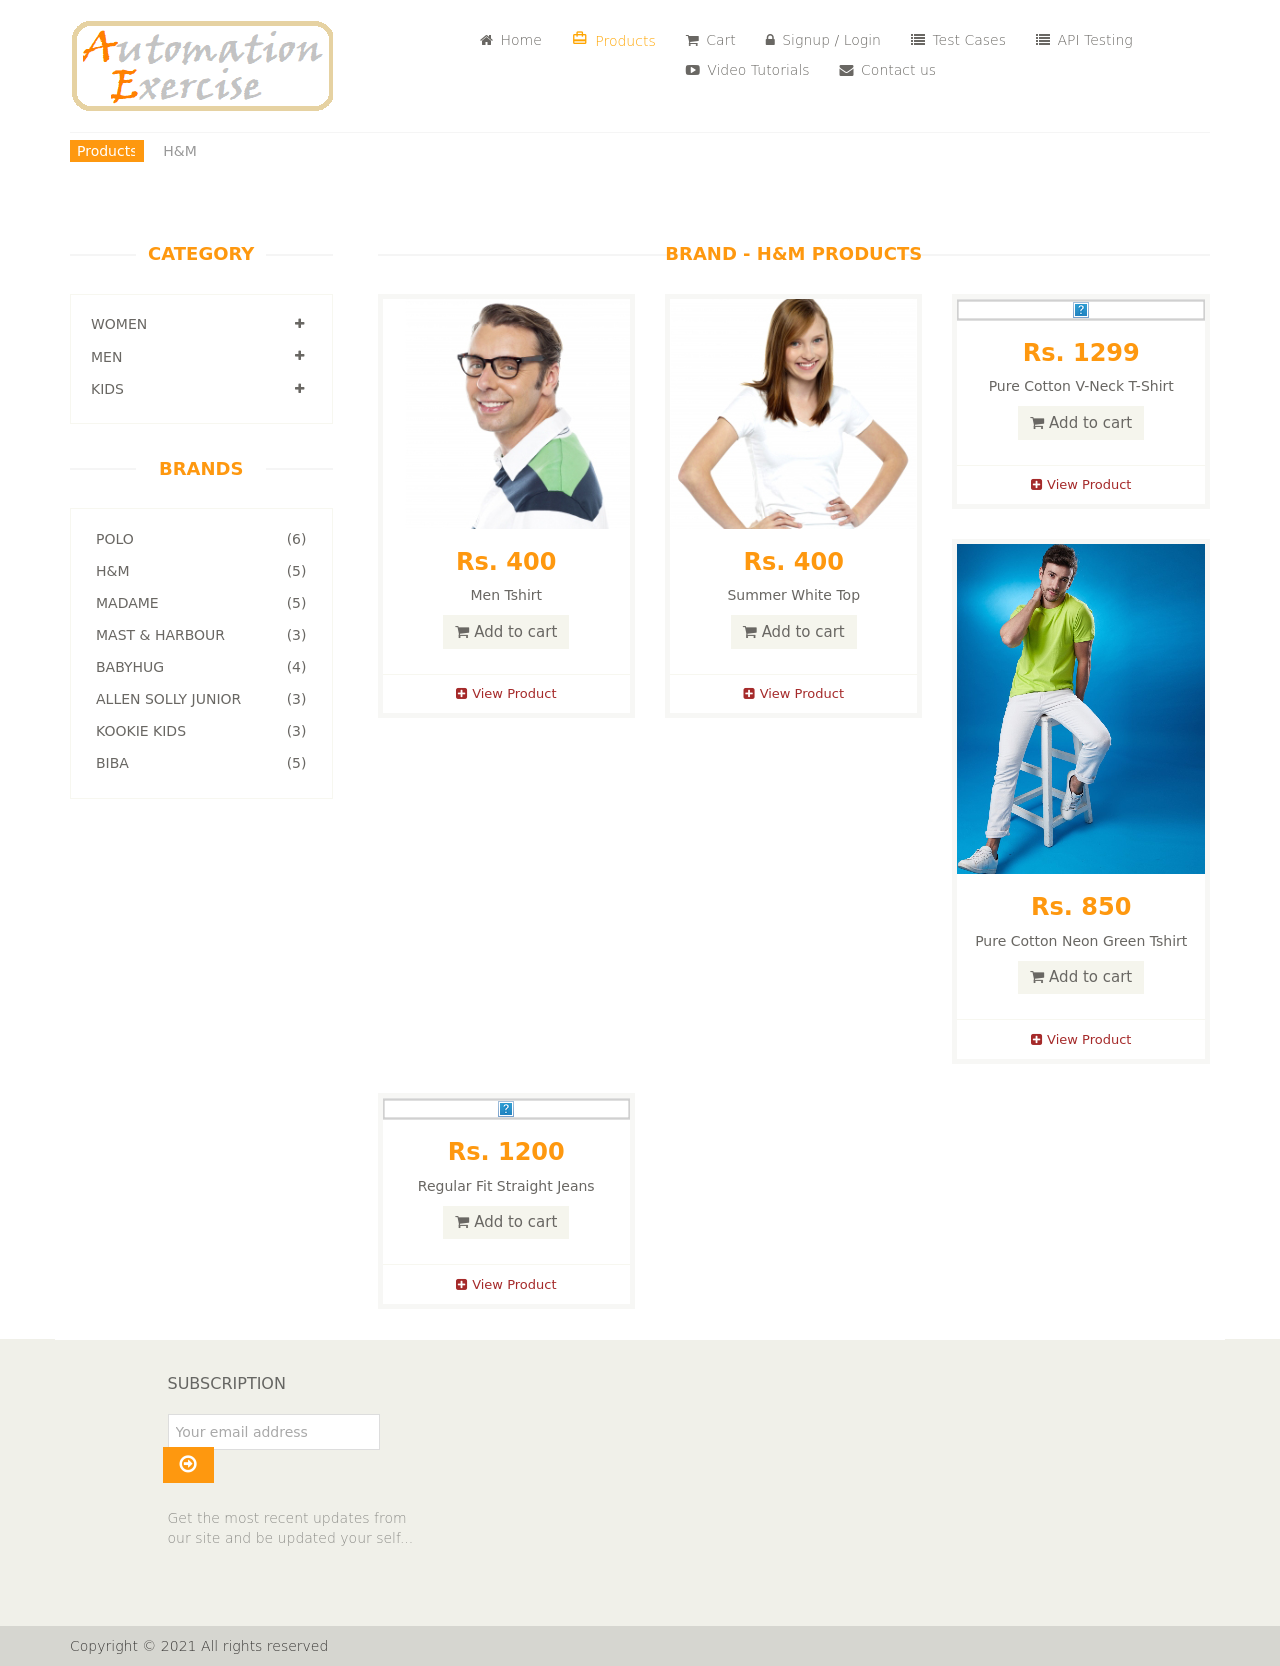 Automation
Exercise
Home
Products
Cart
Signup / Login
Test Cases
API Testing
Video Tutorials
Contact us
Products
H&M
CATEGORY
WOMEN
MEN
KIDS
BRANDS
POLO (6)
H&M (5)
MADAME (5)
MAST & HARBOUR (3)
BABYHUG (4)
ALLEN SOLLY JUNIOR (3)
KOOKIE KIDS (3)
BIBA (5)
BRAND - H&M PRODUCTS
Rs. 400
Men Tshirt
Add to cart
View Product
Rs. 400
Summer White Top
Add to cart
View Product
Rs. 1299
Pure Cotton V-Neck T-Shirt
Add to cart
View Product
Rs. 850
Pure Cotton Neon Green Tshirt
Add to cart
View Product
Rs. 1200
Regular Fit Straight Jeans
Add to cart
View Product
SUBSCRIPTION
Your email address
Get the most recent updates from
our site and be updated your self...
Copyright © 2021 All rights reserved